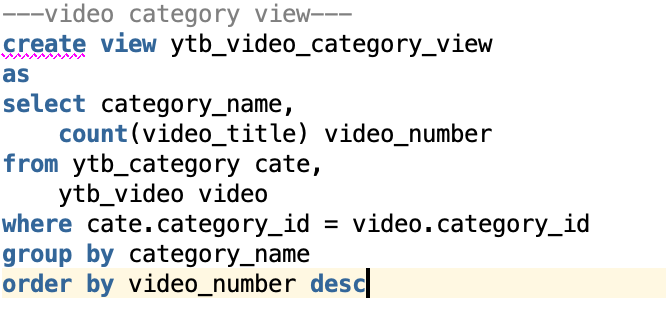 ---video category view---
create view ytb_video_category_view
as
select category_name,
    count(video_title) video_number
from ytb_category cate,
    ytb_video video
where cate.category_id = video.category_id
group by category_name
order by video_number desc